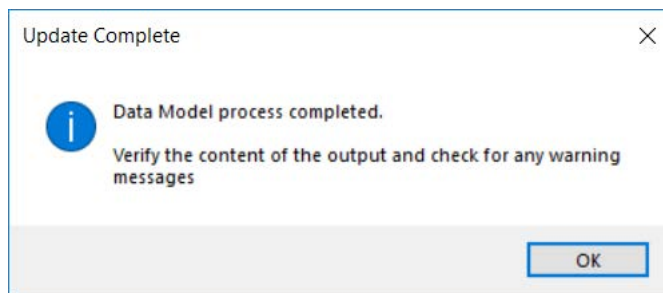 Update Complete
Data Model process completed.
Verify the content of the output and check for any warning
messages
OK